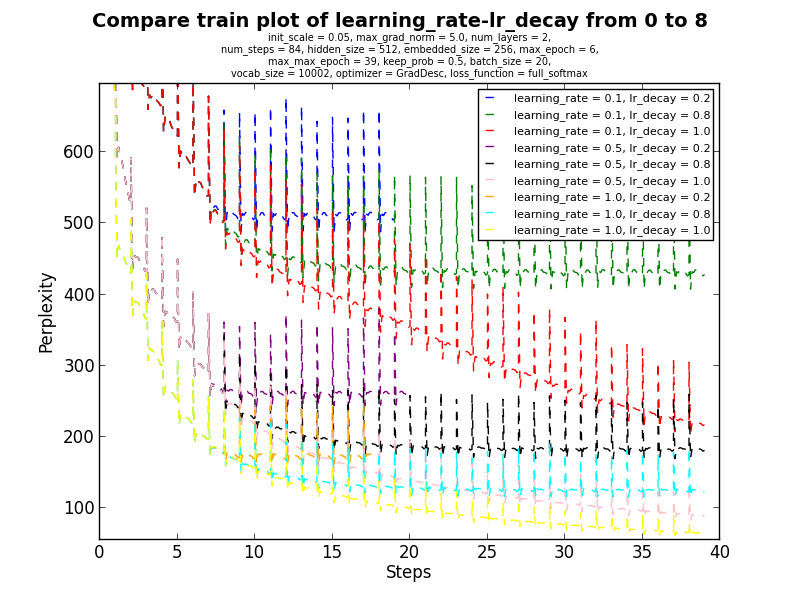 Compare train plot of learning_rate-lr_decay from 0 to 8
init_scale = 0.05, max_grad_norm = 5.0, num_layers = 2,
num_steps = 84, hidden_size = 512, embedded_size = 256, max_epoch = 6,
max_max_epoch = 39, keep_prob = 0.5, batch_size = 20,
vocab_size = 10002, optimizer = GradDesc, loss_function = full_softmax
learning_rate = 0.1, lr_decay = 0.2
learning_rate = 0.1, lr_decay = 0.8
learning_rate = 0.1, lr_decay = 1.0
learning_rate = 0.5, lr_decay = 0.2
learning_rate = 0.5, lr_decay = 0.8
learning_rate = 0.5, lr_decay = 1.0
learning_rate = 1.0, lr_decay = 0.2
learning_rate = 1.0, lr_decay = 0.8
learning_rate = 1.0, lr_decay = 1.0
Perplexity
600
500
400
300
200
100
0 5 10 15 20 25 30 35 40
Steps